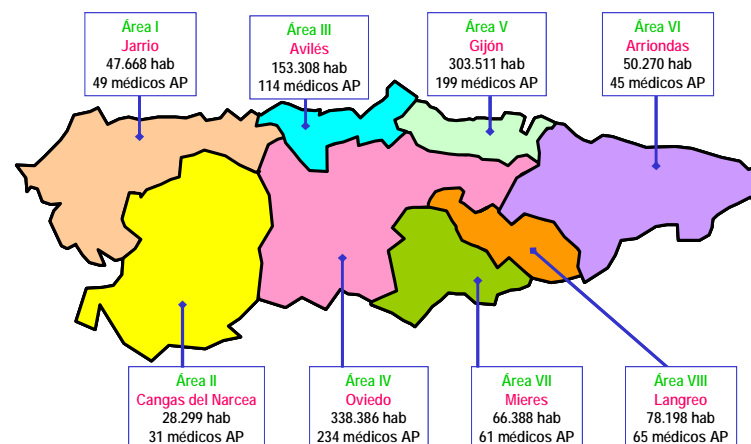 Área I
Jarrio
47.668 hab
49 médicos AP
Área III
Avilés
153.308 hab
114 médicos AP
Área V
Gijón
303.511 hab
199 médicos AP
Área VI
Arriondas
50.270 hab
45 médicos AP
Área II
Cangas del Narcea
28.299 hab
31 médicos AP
Área IV
Oviedo
338.386 hab
234 médicos AP
Área VII
Mieres
66.388 hab
61 médicos AP
Área VIII
Langreo
78.198 hab
65 médicos AP